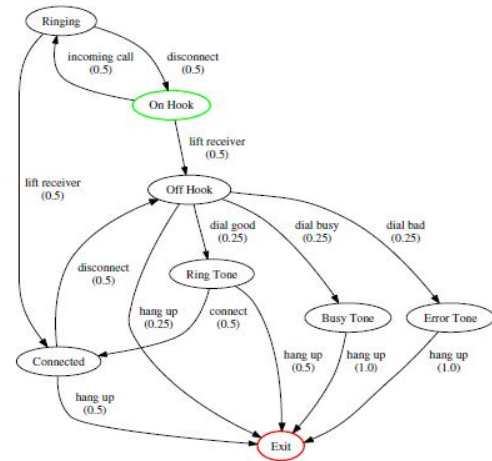 Ringing
incoming call
(0.5)
disconnect
(0.5)
On Hook
lift receiver
(0.5)
lift receiver
(0.5)
Off Hook
dial good
(0.25)
dial busy
(0.25)
dial bad
(0.25)
disconnect
(0.5)
Ring Tone
hang up
(0.25)
connect
(0.5)
Busy Tone
Error Tone
Connected
hang up
(0.5)
hang up
(1.0)
hang up
(1.0)
hang up
(0.5)
Exit